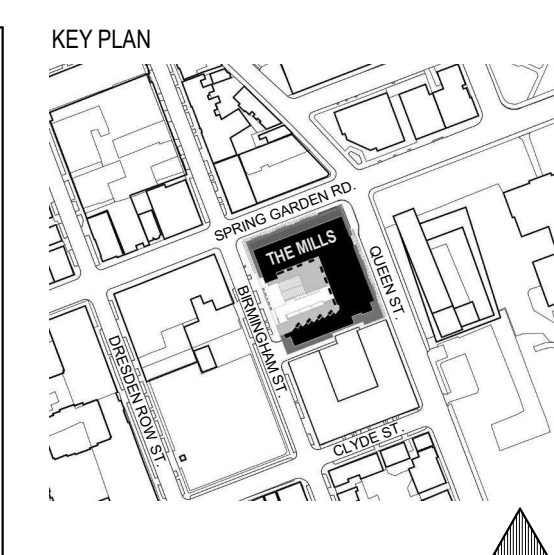 KEY PLAN
SPRING GARDEN RD.
THE MILLS
QUEEN ST.
BIRMINGHAM ST.
DRESDEN ROW ST.
CLYDE ST.